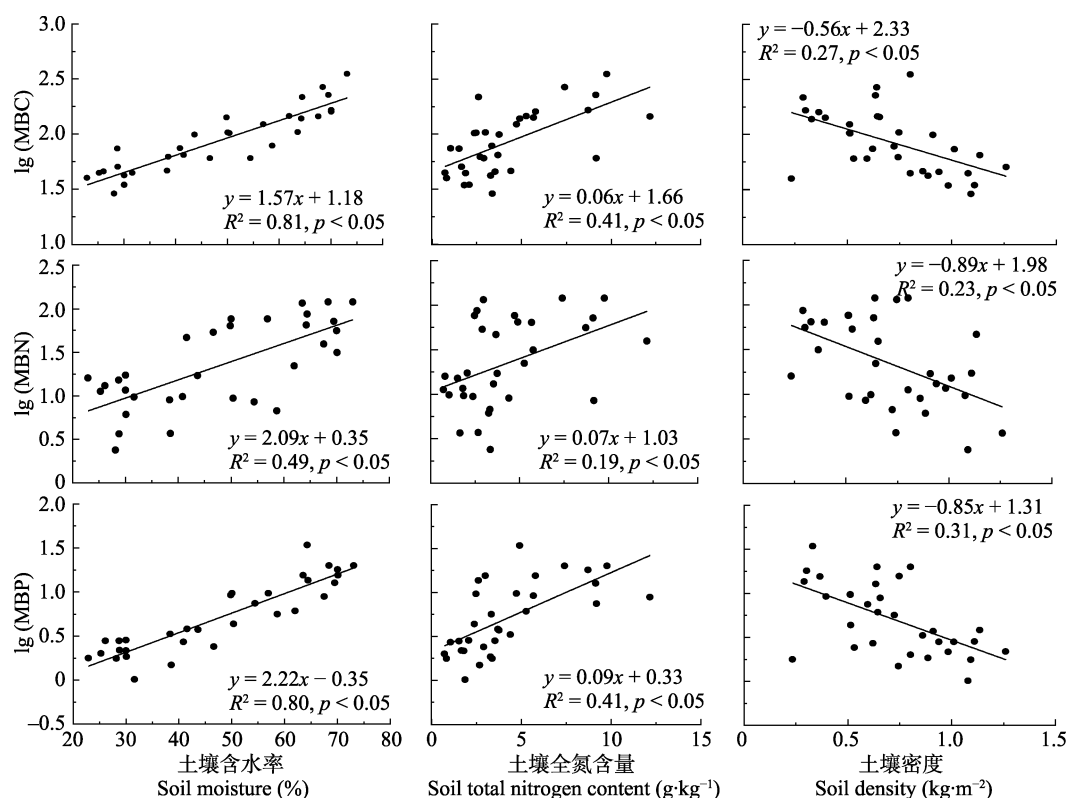 3.0
2.5
2.0
1.5
1.0
lg (MBC)
y = 1.57x + 1.18
R² = 0.81, p < 0.05
y = 0.06x + 1.66
R² = 0.41, p < 0.05
y = −0.56x + 2.33
R² = 0.27, p < 0.05
2.5
2.0
1.5
1.0
0.5
0
lg (MBN)
y = 2.09x + 0.35
R² = 0.49, p < 0.05
y = 0.07x + 1.03
R² = 0.19, p < 0.05
y = −0.89x + 1.98
R² = 0.23, p < 0.05
2.0
1.5
1.0
0.5
0
−0.5
lg (MBP)
y = 2.22x − 0.35
R² = 0.80, p < 0.05
y = 0.09x + 0.33
R² = 0.41, p < 0.05
y = −0.85x + 1.31
R² = 0.31, p < 0.05
20 30 40 50 60 70 80
土壤含水率
Soil moisture (%)
0 5 10 15
土壤全氮含量
Soil total nitrogen content (g·kg⁻¹)
0 0.5 1.0 1.5
土壤密度
Soil density (kg·m⁻²)